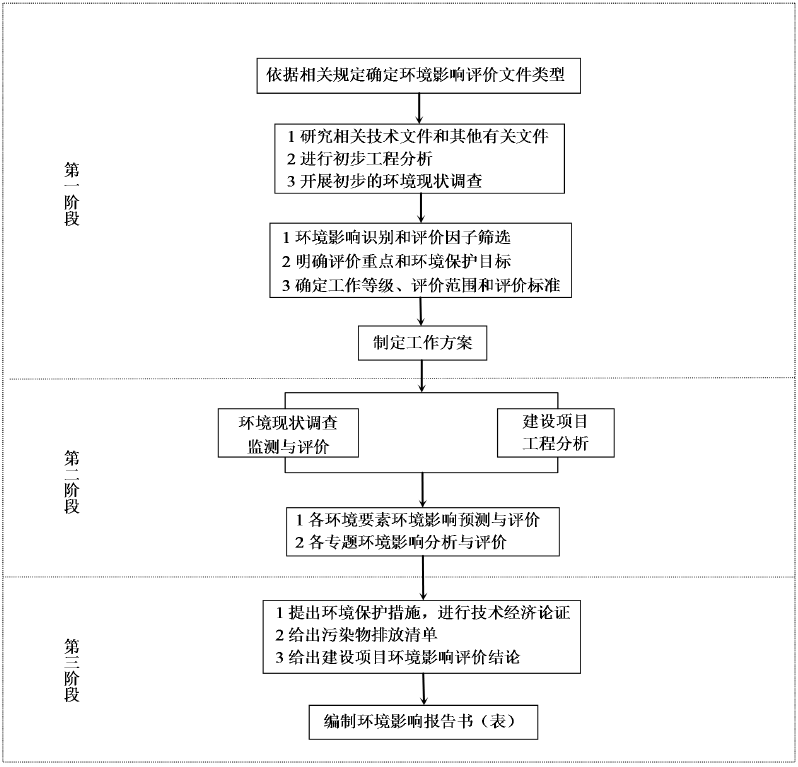 依据相关规定确定环境影响评价文件类型
第一阶段
1 研究相关技术文件和其他有关文件
2 进行初步工程分析
3 开展初步的环境现状调查
1 环境影响识别和评价因子筛选
2 明确评价重点和环境保护目标
3 确定工作等级、评价范围和评价标准
制定工作方案
第二阶段
环境现状调查
监测与评价
建设项目
工程分析
1 各环境要素环境影响预测与评价
2 各专题环境影响分析与评价
第三阶段
1 提出环境保护措施，进行技术经济论证
2 给出污染物排放清单
3 给出建设项目环境影响评价结论
编制环境影响报告书（表）